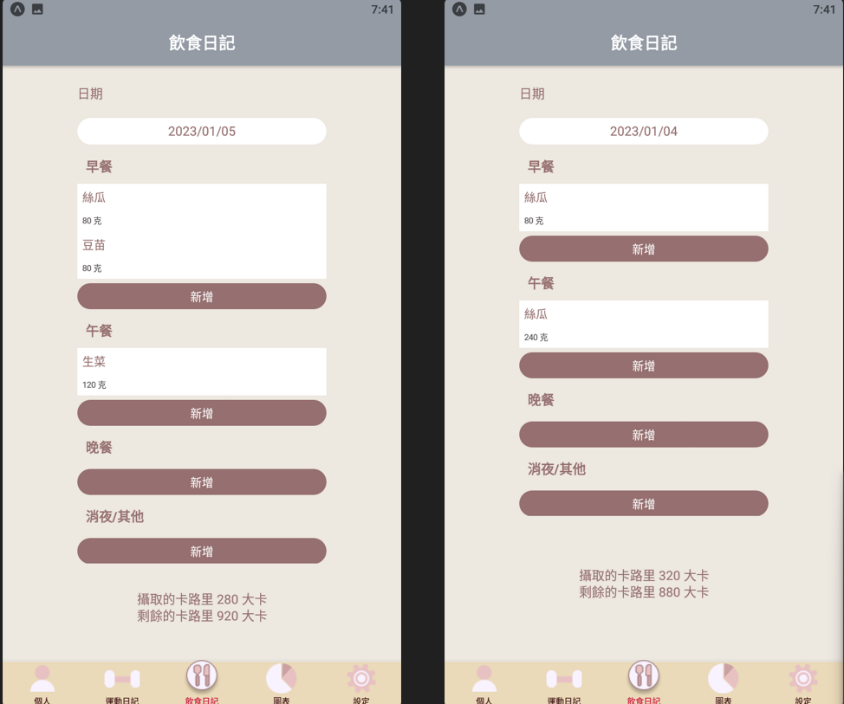 7:41
飲食日記
日期
2023/01/05
早餐
絲瓜
80 克
豆苗
80 克
新增
午餐
生菜
120 克
新增
晚餐
新增
消夜/其他
新增
攝取的卡路里 280 大卡
剩餘的卡路里 920 大卡
個人
運動日記
飲食日記
圖表
設定
7:41
飲食日記
日期
2023/01/04
早餐
絲瓜
80 克
新增
午餐
絲瓜
240 克
新增
晚餐
新增
消夜/其他
新增
攝取的卡路里 320 大卡
剩餘的卡路里 880 大卡
個人
運動日記
飲食日記
圖表
設定